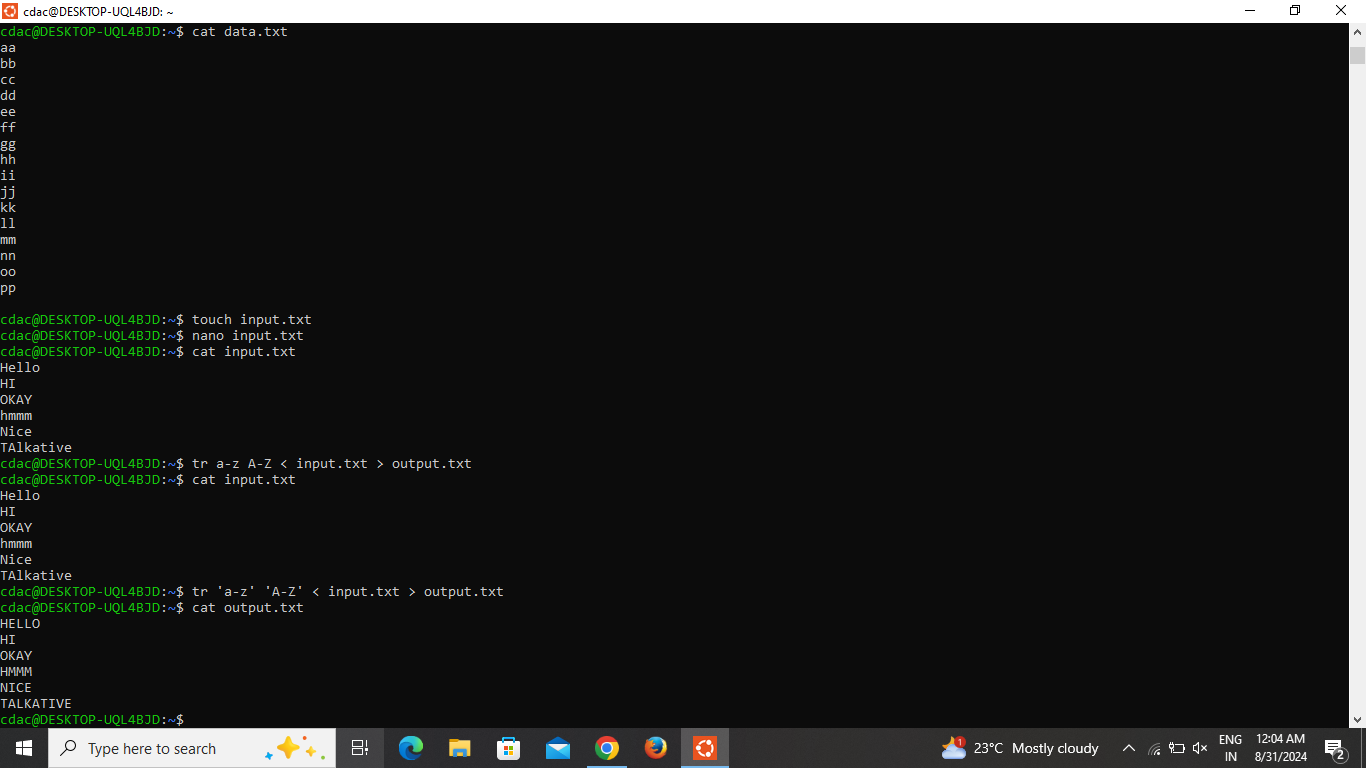 cdac@DESKTOP-UQL4BJD: ~
cdac@DESKTOP-UQL4BJD:~$ cat data.txt
aa
bb
cc
dd
ee
ff
gg
hh
ii
jj
kk
ll
mm
nn
oo
pp
cdac@DESKTOP-UQL4BJD:~$ touch input.txt
cdac@DESKTOP-UQL4BJD:~$ nano input.txt
cdac@DESKTOP-UQL4BJD:~$ cat input.txt
Hello
HI
OKAY
hmmm
Nice
TAlkative
cdac@DESKTOP-UQL4BJD:~$ tr a-z A-Z < input.txt > output.txt
cdac@DESKTOP-UQL4BJD:~$ cat input.txt
Hello
HI
OKAY
hmmm
Nice
TAlkative
cdac@DESKTOP-UQL4BJD:~$ tr 'a-z' 'A-Z' < input.txt > output.txt
cdac@DESKTOP-UQL4BJD:~$ cat output.txt
HELLO
HI
OKAY
HMMM
NICE
TALKATIVE
cdac@DESKTOP-UQL4BJD:~$
Type here to search
1
23°C Mostly cloudy
ENG
IN
12:04 AM
8/31/2024
2